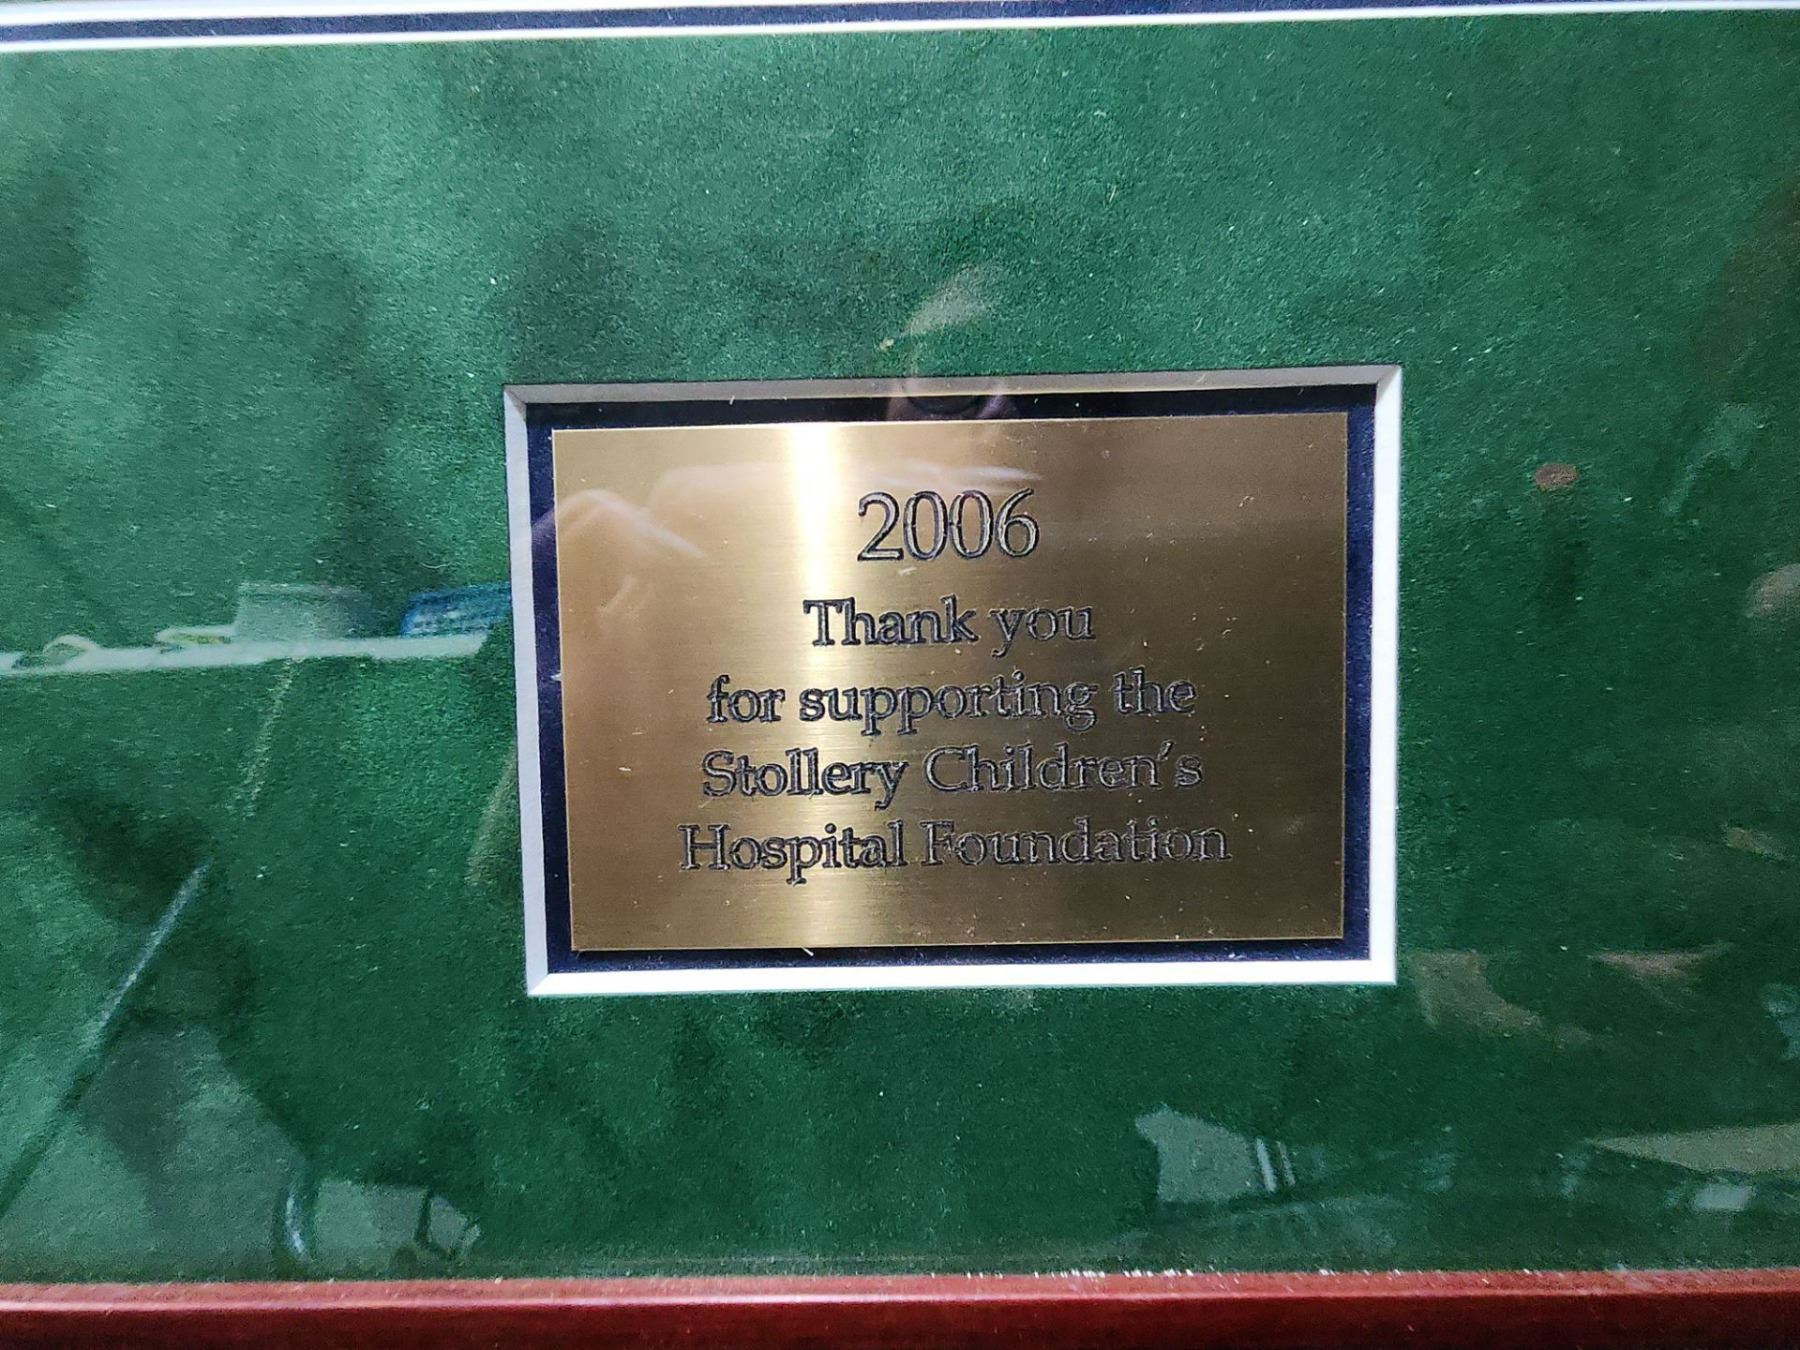 2006
Thank you
for supporting the
Stollery Children's
Hospital Foundation